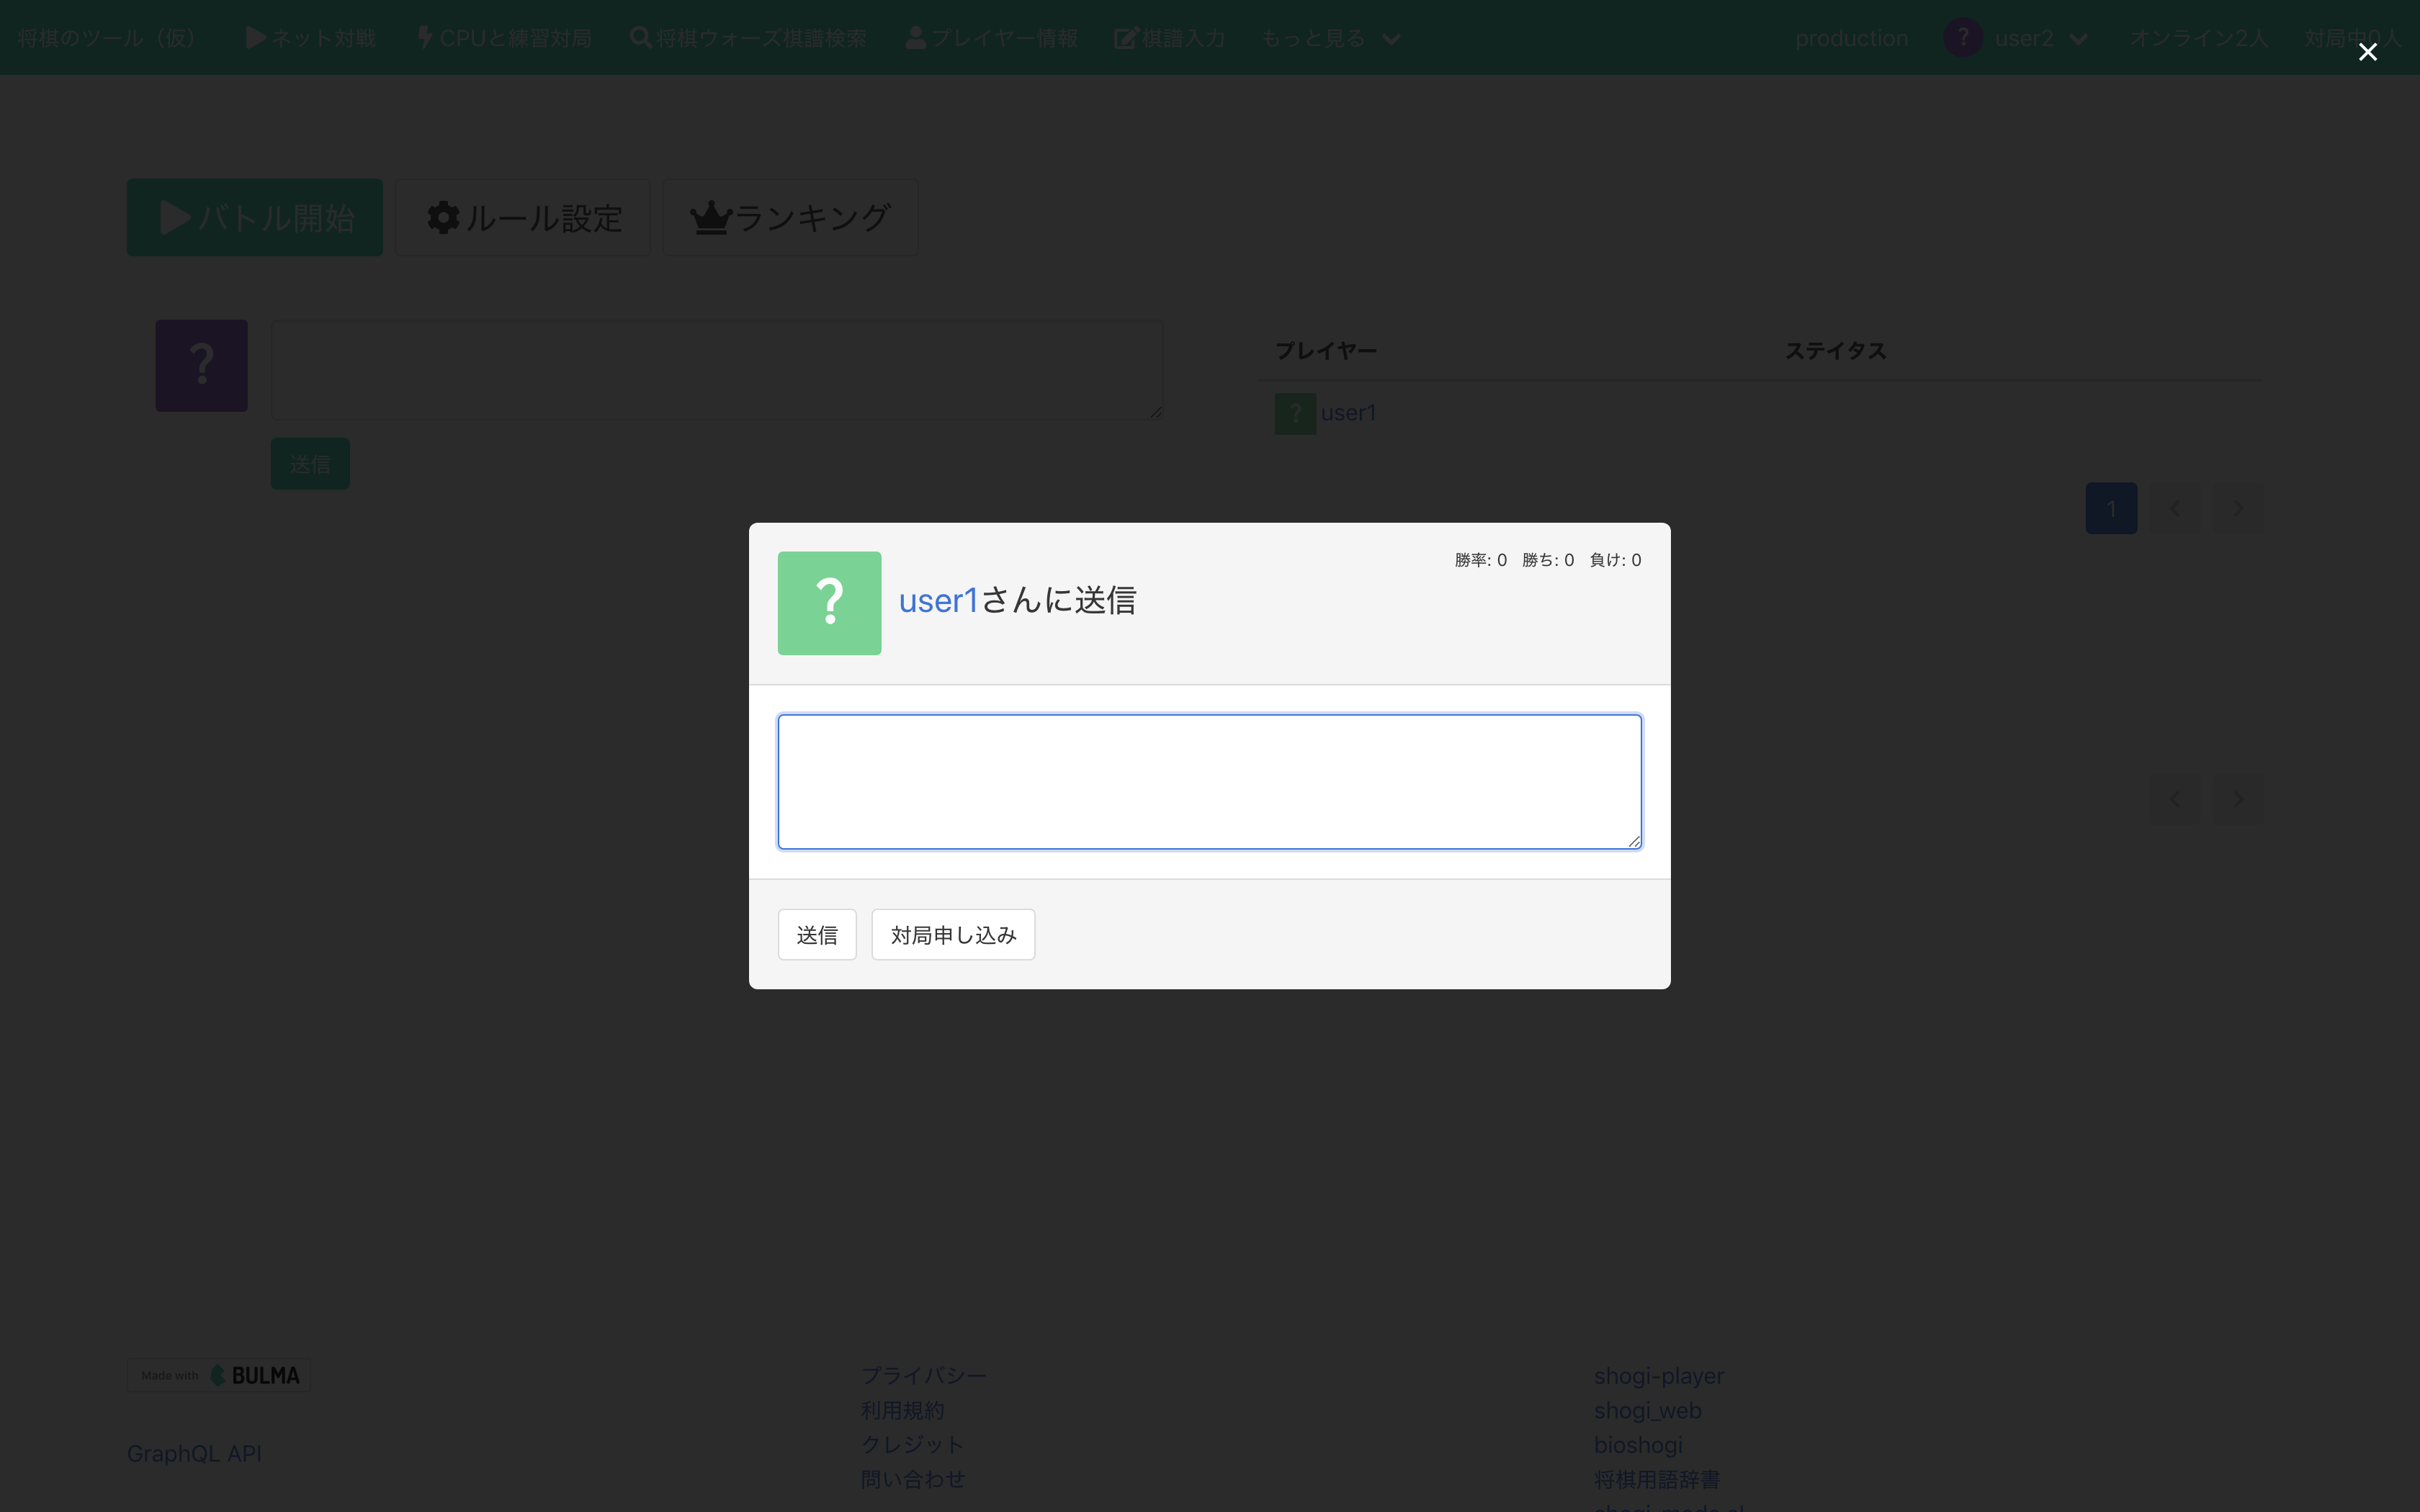 将棋のツール（仮） ネット対戦 CPUと練習対局 将棋ウォーズ棋譜検索 プレイヤー情報 棋譜入力 もっと見る production ? user2 オンライン2人 対局中0人
バトル開始 ルール設定 ランキング
?
送信
プレイヤー ステイタス
? user1
1
?
user1さんに送信
勝率: 0 勝ち: 0 負け: 0
送信 対局申し込み
Made with BULMA
GraphQL API
プライバシー
利用規約
クレジット
問い合わせ
shogi-player
shogi_web
bioshogi
将棋用語辞書